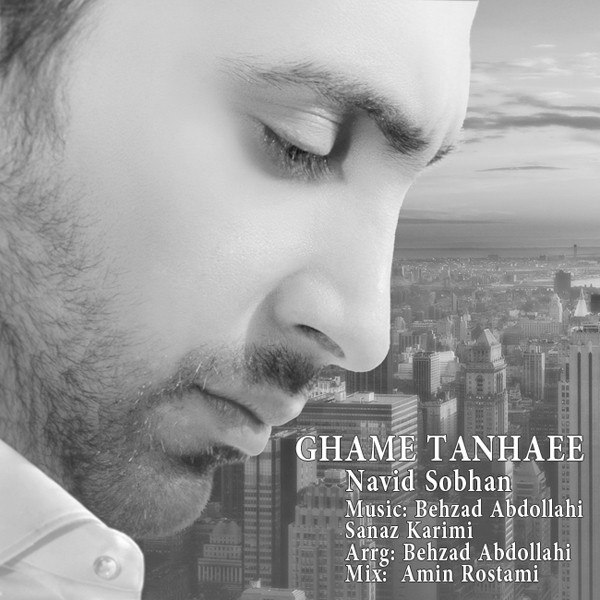 GHAME TANHAEE
Navid Sobhan
Music: Behzad Abdollahi
Sanaz Karimi
Arrg: Behzad Abdollahi
Mix: Amin Rostami